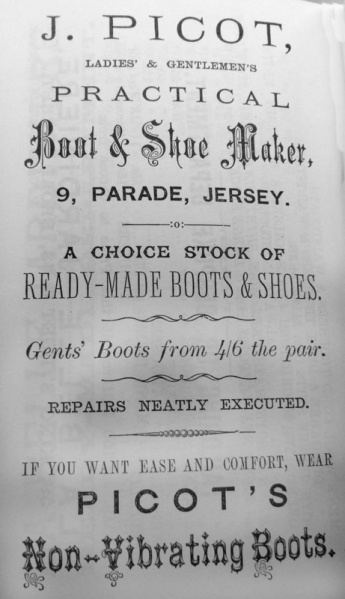 J. PICOT,
LADIES' & GENTLEMEN'S
PRACTICAL
Boot & Shoe Maker,
9, PARADE, JERSEY.
:o:
A CHOICE STOCK OF
READY-MADE BOOTS & SHOES.
Gents' Boots from 4/6 the pair.
REPAIRS NEATLY EXECUTED.
IF YOU WANT EASE AND COMFORT, WEAR
PICOT'S
Non-Vibrating Boots.